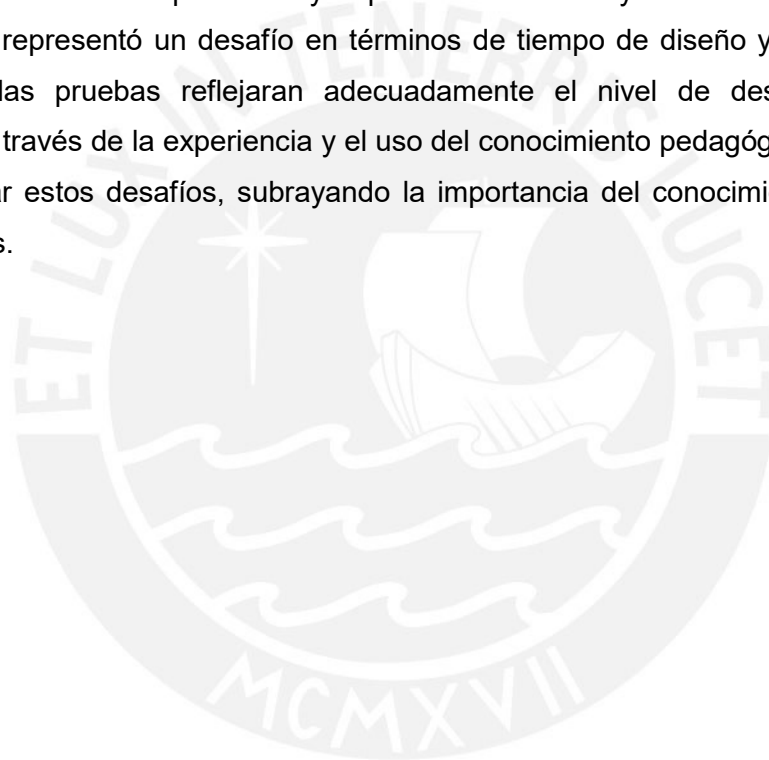 representó un desafío en términos de tiempo de diseño y
las pruebas reflejaran adecuadamente el nivel de des
través de la experiencia y el uso del conocimiento pedagóg
ar estos desafíos, subrayando la importancia del conocimi
s.
ET LUX IN TENEBRIS LUCET
MCMXVII